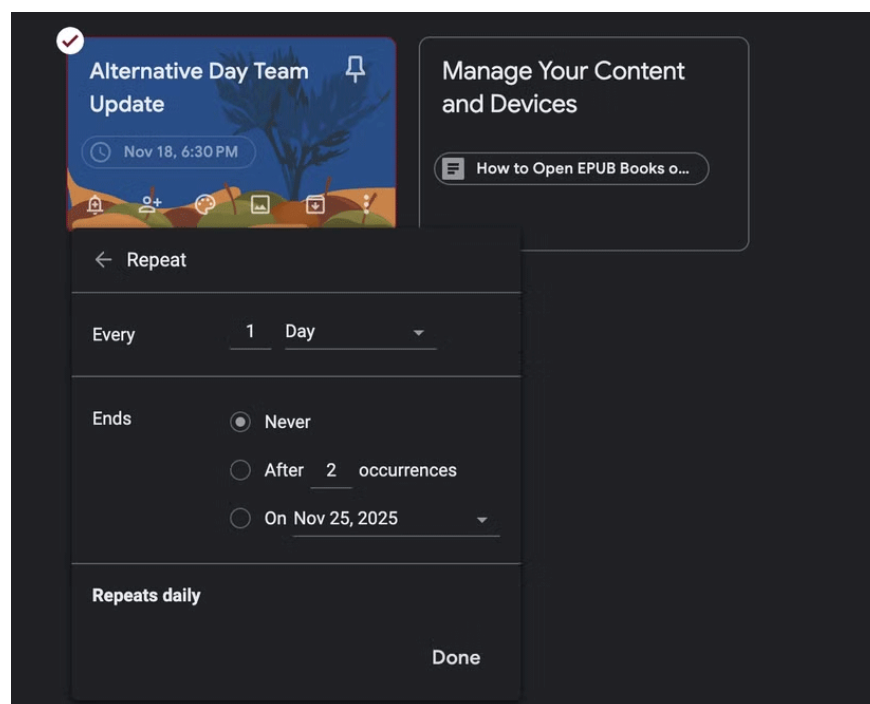 Alternative Day Team
Update
Nov 18, 6:30 PM
Manage Your Content
and Devices
How to Open EPUB Books o...
Repeat
Every 1 Day
Ends
Never
After 2 occurrences
On Nov 25, 2025
Repeats daily
Done